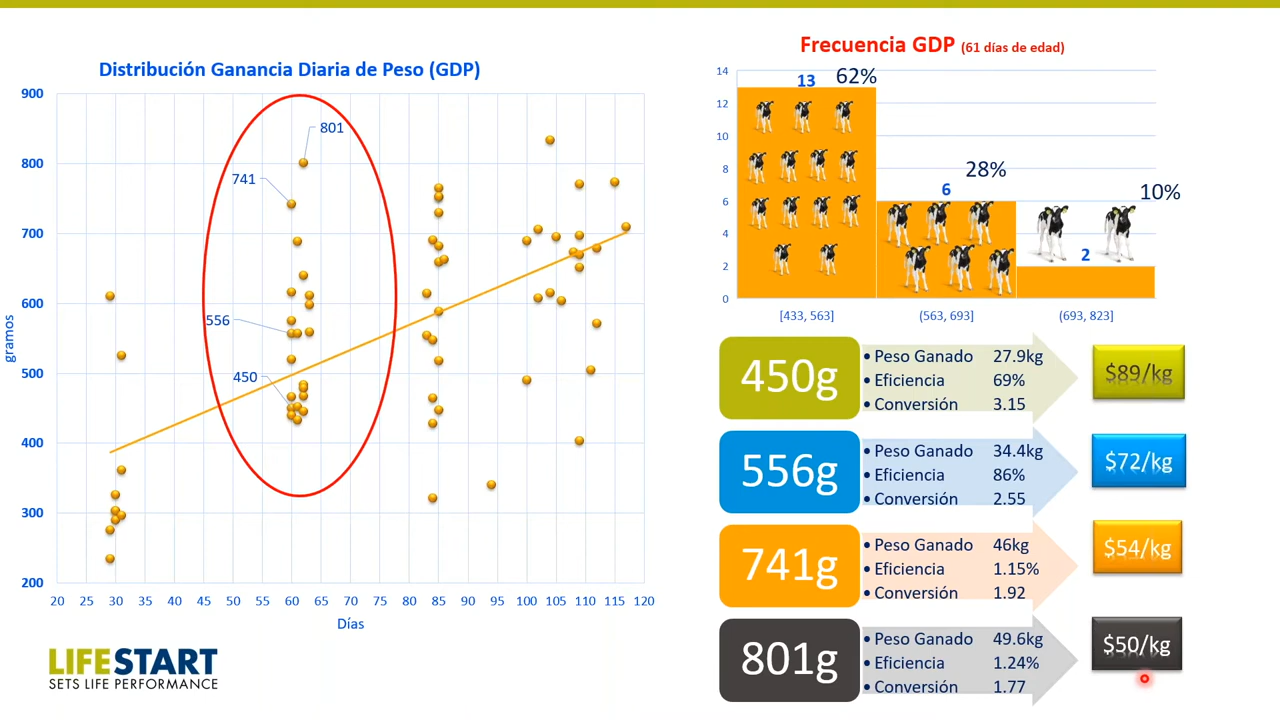 Distribución Ganancia Diaria de Peso (GDP)
900
800
700
600
500
400
300
200
gramos
801
741
556
450
20 25 30 35 40 45 50 55 60 65 70 75 80 85 90 95 100 105 110 115 120
Días
LIFESTART
SETS LIFE PERFORMANCE
Frecuencia GDP (61 días de edad)
14
12
10
8
6
4
2
0
13 62%
6 28%
2 10%
[433, 563] (563, 693] (693, 823]
450g
• Peso Ganado 27.9kg
• Eficiencia 69%
• Conversión 3.15
$89/kg
556g
• Peso Ganado 34.4kg
• Eficiencia 86%
• Conversión 2.55
$72/kg
741g
• Peso Ganado 46kg
• Eficiencia 1.15%
• Conversión 1.92
$54/kg
801g
• Peso Ganado 49.6kg
• Eficiencia 1.24%
• Conversión 1.77
$50/kg